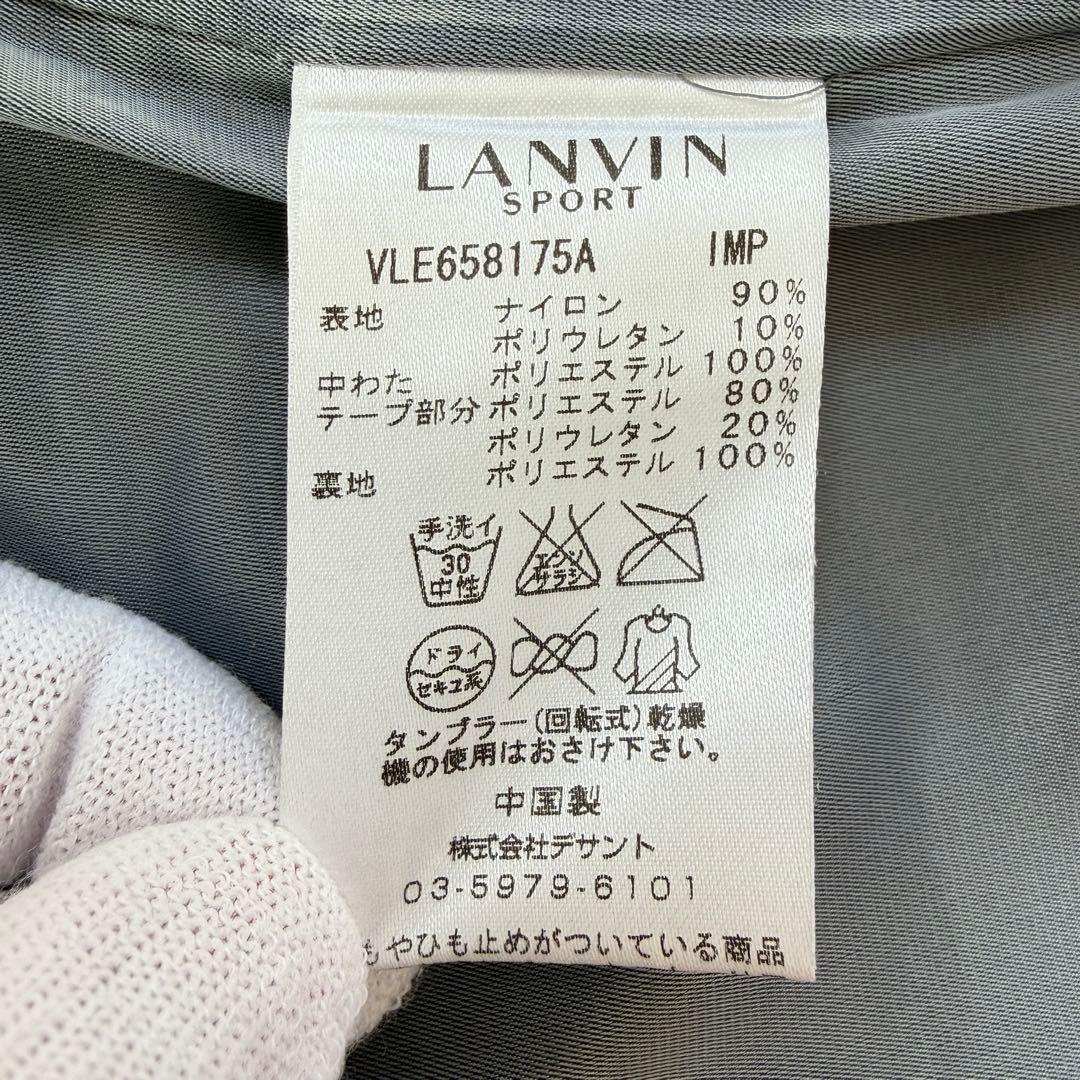 LANVIN
SPORT
VLE658175A IMP
表地 ナイロン 90%
ポリウレタン 10%
中わた ポリエステル 100%
テープ部分 ポリエステル 80%
ポリウレタン 20%
裏地 ポリエステル 100%
手洗イ
30
中性
エンソ
サラシ
ドライ
セキユ系
タンブラー(回転式)乾燥
機の使用はおさけ下さい。
中国製
株式会社デサント
03-5979-6101
もやひも止めがついている商品